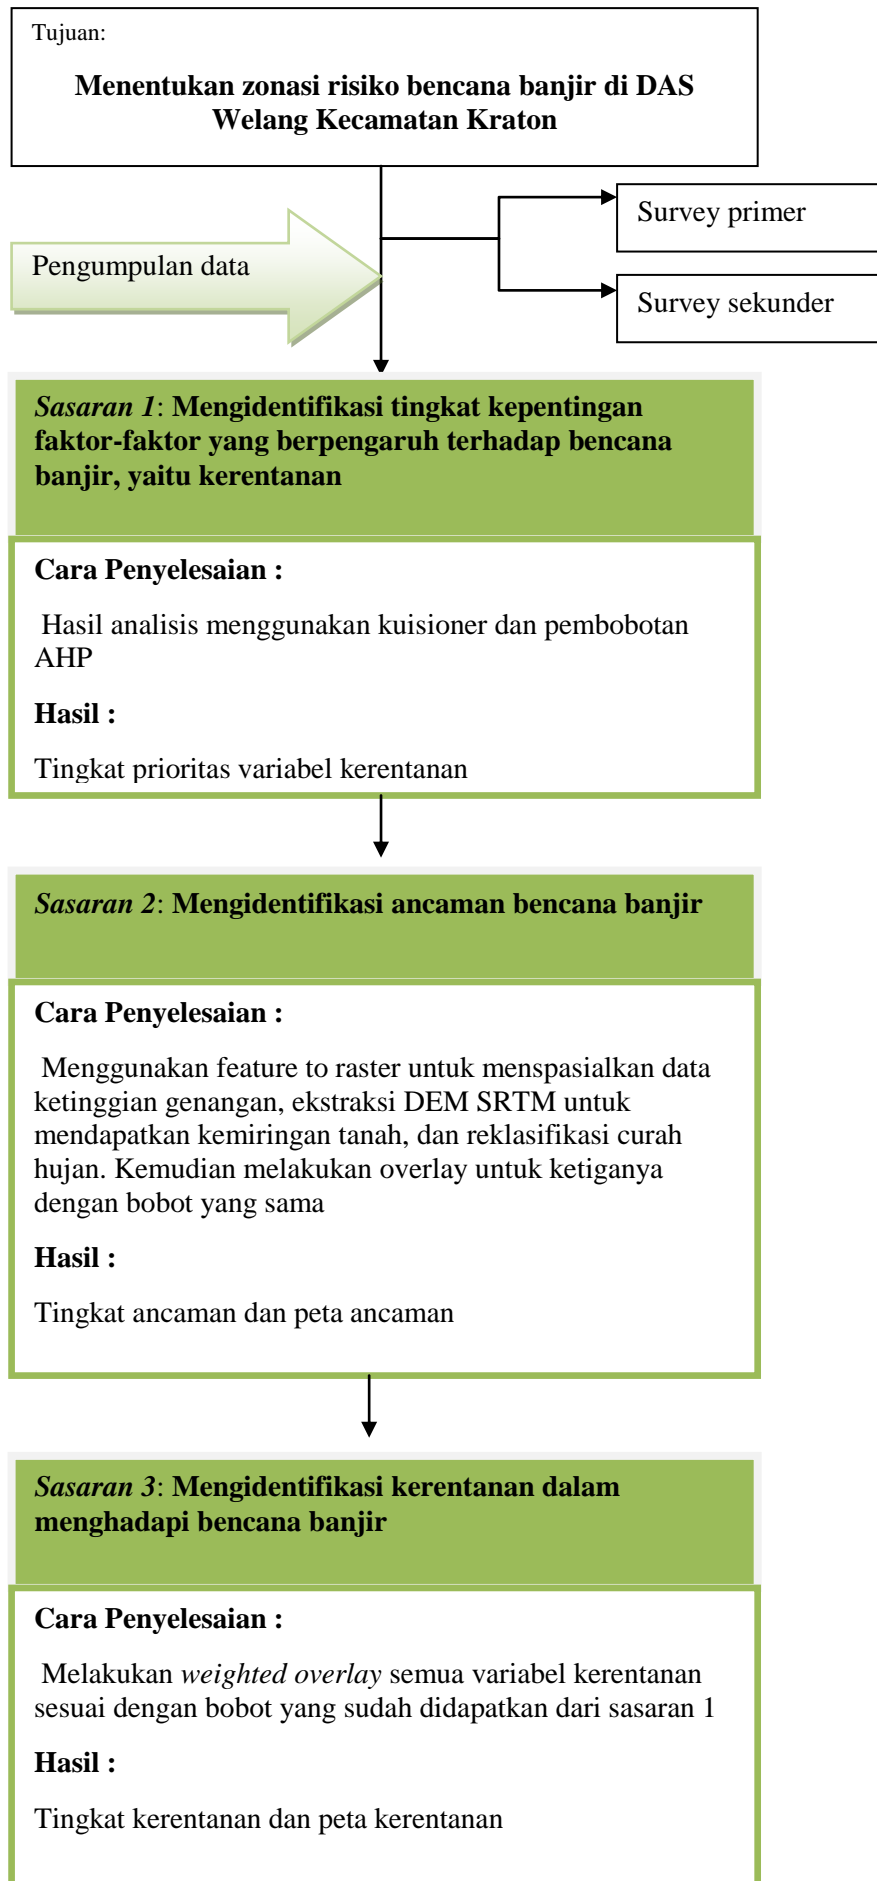 Tujuan:
Menentukan zonasi risiko bencana banjir di DAS
Welang Kecamatan Kraton
Survey primer
Pengumpulan data
Survey sekunder
Sasaran 1: Mengidentifikasi tingkat kepentingan
faktor-faktor yang berpengaruh terhadap bencana
banjir, yaitu kerentanan
Cara Penyelesaian :
Hasil analisis menggunakan kuisioner dan pembobotan
AHP
Hasil :
Tingkat prioritas variabel kerentanan
Sasaran 2: Mengidentifikasi ancaman bencana banjir
Cara Penyelesaian :
Menggunakan feature to raster untuk menspasialkan data
ketinggian genangan, ekstraksi DEM SRTM untuk
mendapatkan kemiringan tanah, dan reklasifikasi curah
hujan. Kemudian melakukan overlay untuk ketiganya
dengan bobot yang sama
Hasil :
Tingkat ancaman dan peta ancaman
Sasaran 3: Mengidentifikasi kerentanan dalam
menghadapi bencana banjir
Cara Penyelesaian :
Melakukan weighted overlay semua variabel kerentanan
sesuai dengan bobot yang sudah didapatkan dari sasaran 1
Hasil :
Tingkat kerentanan dan peta kerentanan